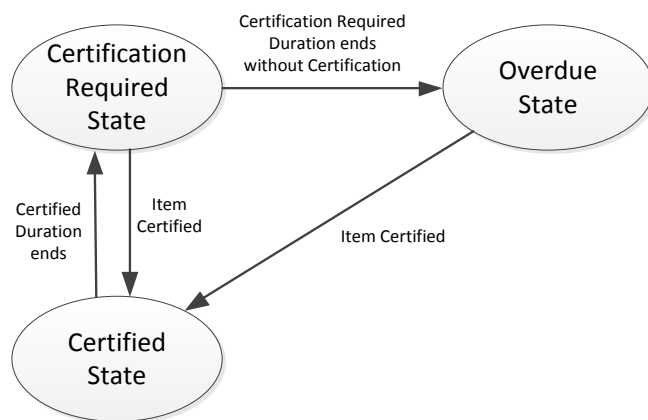 Certification Required
Duration ends
without Certification
Certification
Required
State
Overdue
State
Certified
Duration
ends
Item
Certified
Item Certified
Certified
State